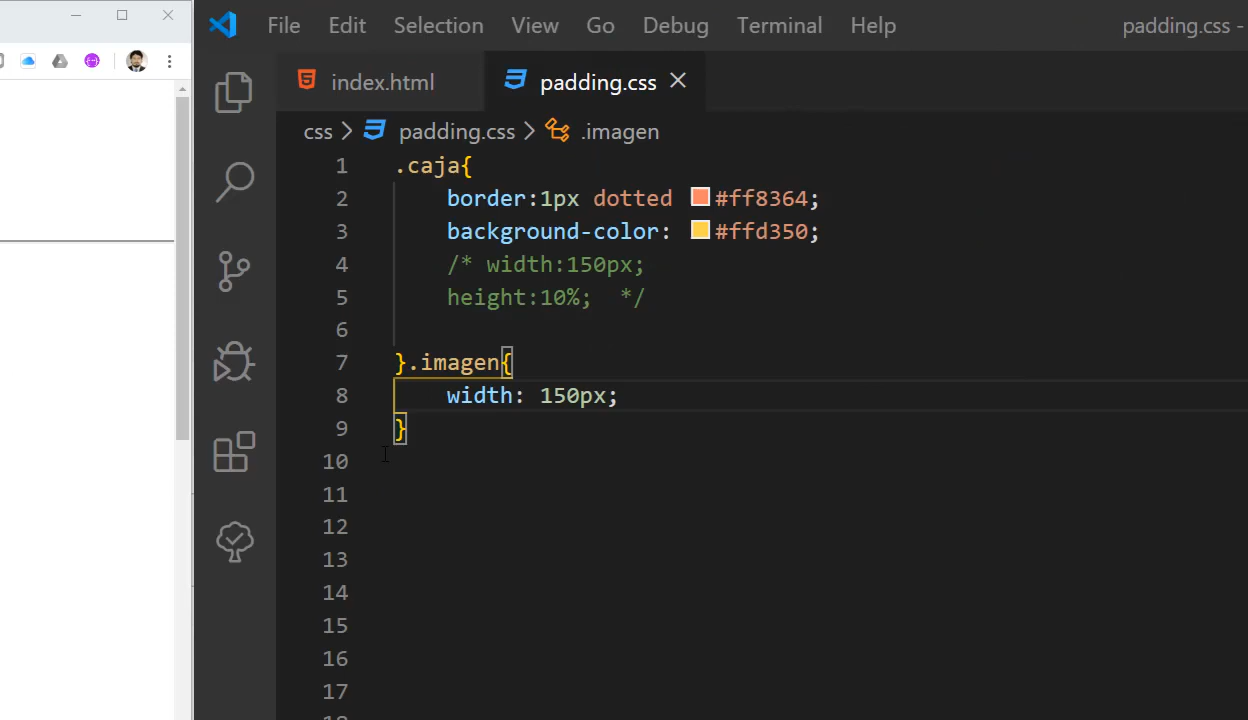 File Edit Selection View Go Debug Terminal Help padding.css -
index.html padding.css
css padding.css .imagen
1 .caja{
2 border:1px dotted #ff8364;
3 background-color: #ffd350;
4 /* width:150px;
5 height:10%; */
6
7 }.imagen{
8 width: 150px;
9 }
10
11
12
13
14
15
16
17